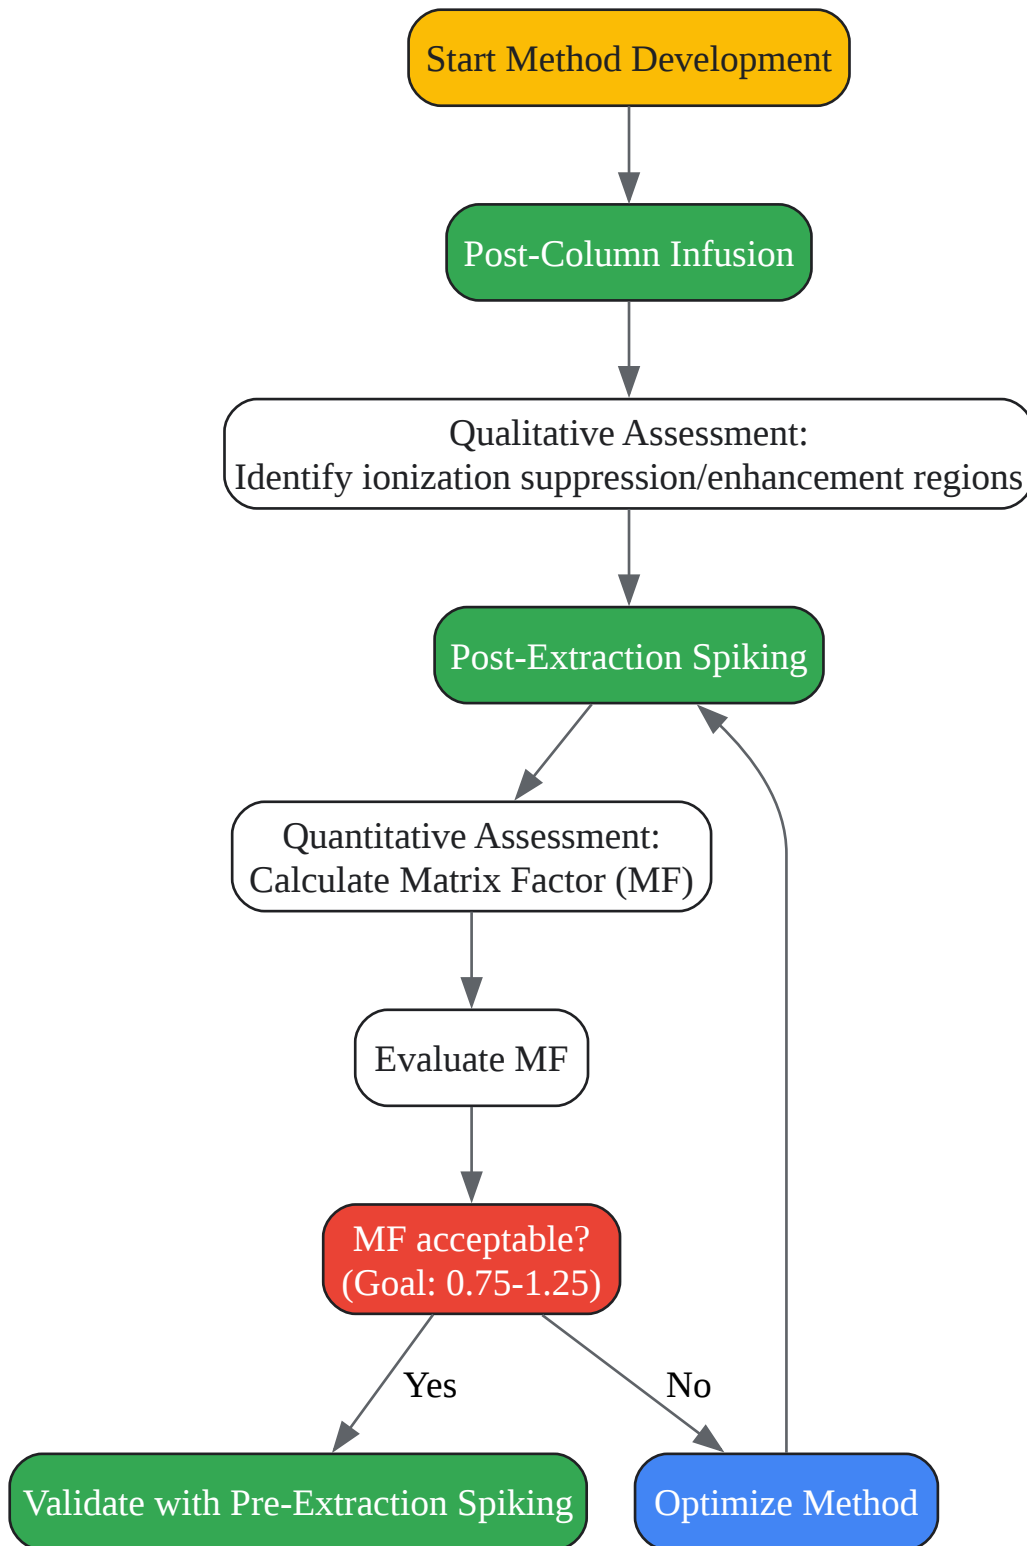 Start Method Development
Post-Column Infusion
Qualitative Assessment:
Identify ionization suppression/enhancement regions
Post-Extraction Spiking
Quantitative Assessment:
Calculate Matrix Factor (MF)
Evaluate MF
MF acceptable?
(Goal: 0.75-1.25)
Yes
No
Validate with Pre-Extraction Spiking
Optimize Method